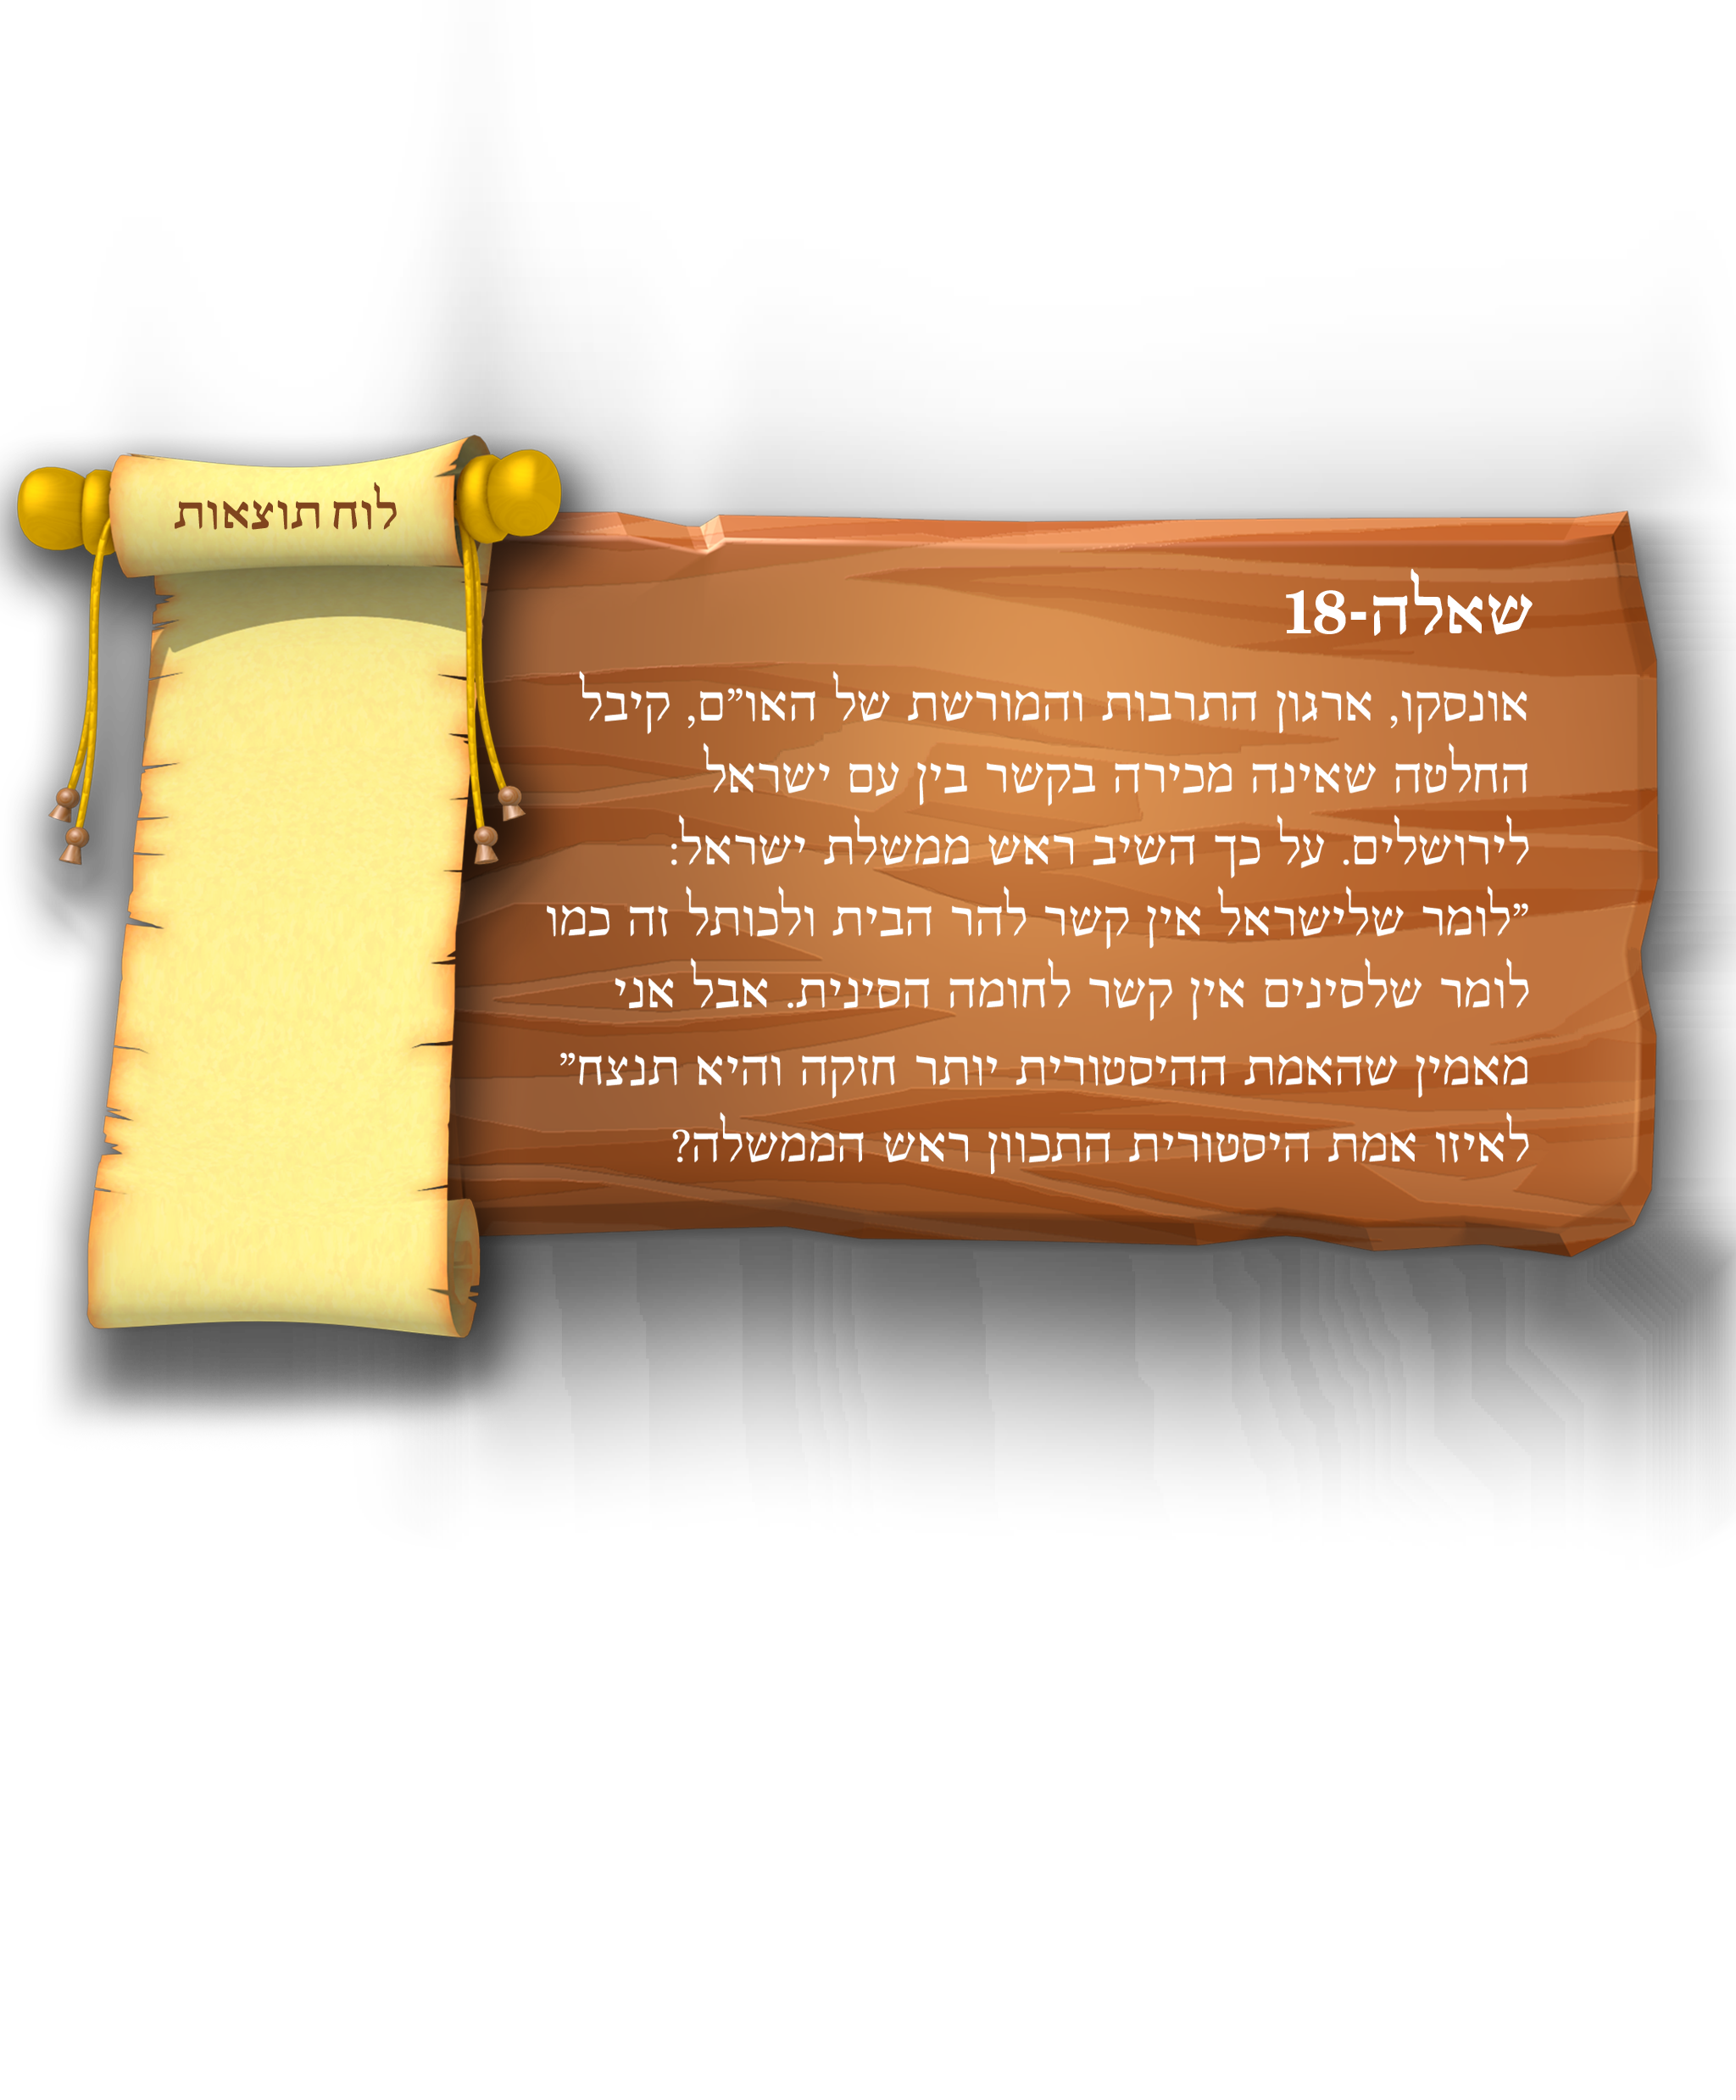 לוח תוצאות
שאלה-18
אונסקו, ארגון התרבות והמורשת של האו״ם, קיבל
החלטה שאינה מכירה בקשר בין עם ישראל
לירושלים. על כך השיב ראש ממשלת ישראל:
״לומר שלישראל אין קשר להר הבית ולכותל זה כמו
לומר שלסינים אין קשר לחומה הסינית. אבל אני
מאמין שהאמת ההיסטורית יותר חזקה והיא תנצח״
לאיזו אמת היסטורית התכוון ראש הממשלה?